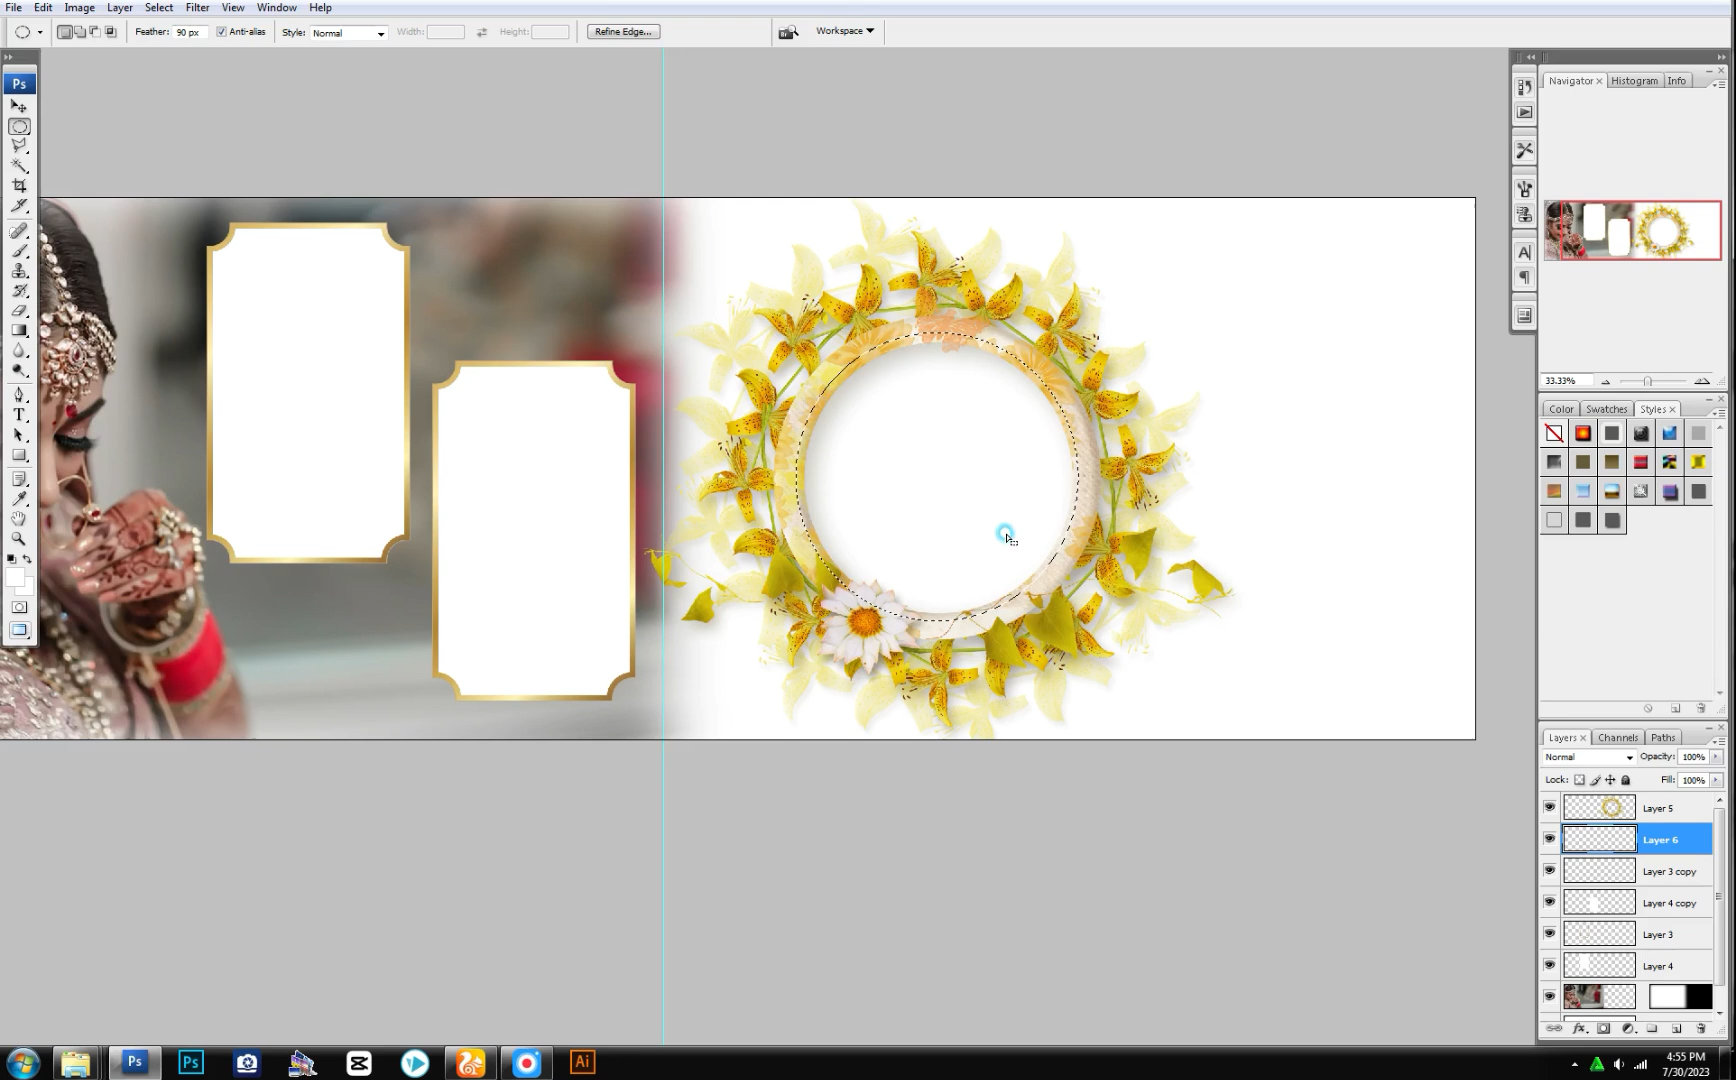 File Edit Image Layer Select Filter View Window Help
Feather: 90 px Anti-alias Style: Normal Width: Height: Refine Edge... Workspace
Ps
Navigator Histogram Info
33.33%
Color Swatches Styles
Layers Channels Paths
Normal Opacity: 100%
Lock: Fill: 100%
Layer 5
Layer 6
Layer 3 copy
Layer 4 copy
Layer 3
Layer 4
Ps Ps Ai 4:55 PM
7/30/2023